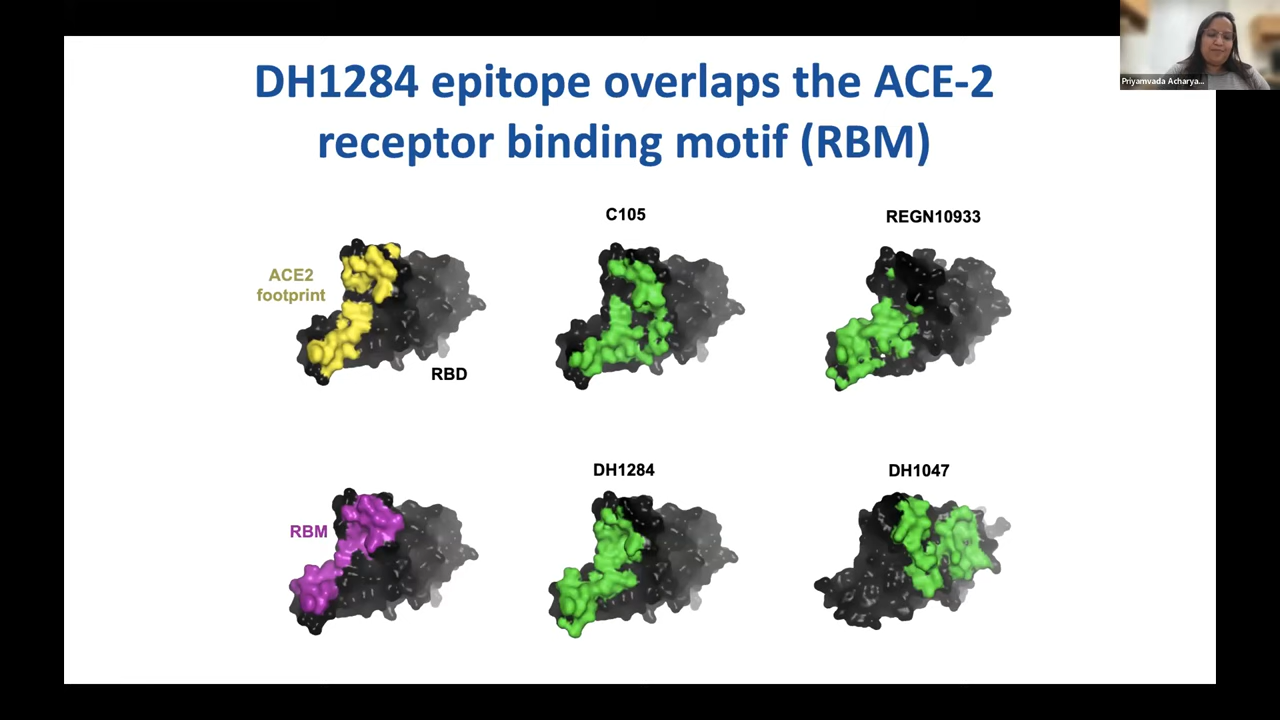 DH1284 epitope overlaps the ACE-2
receptor binding motif (RBM)
Priyamvada Acharya...
C105
REGN10933
ACE2
footprint
RBD
DH1284
DH1047
RBM